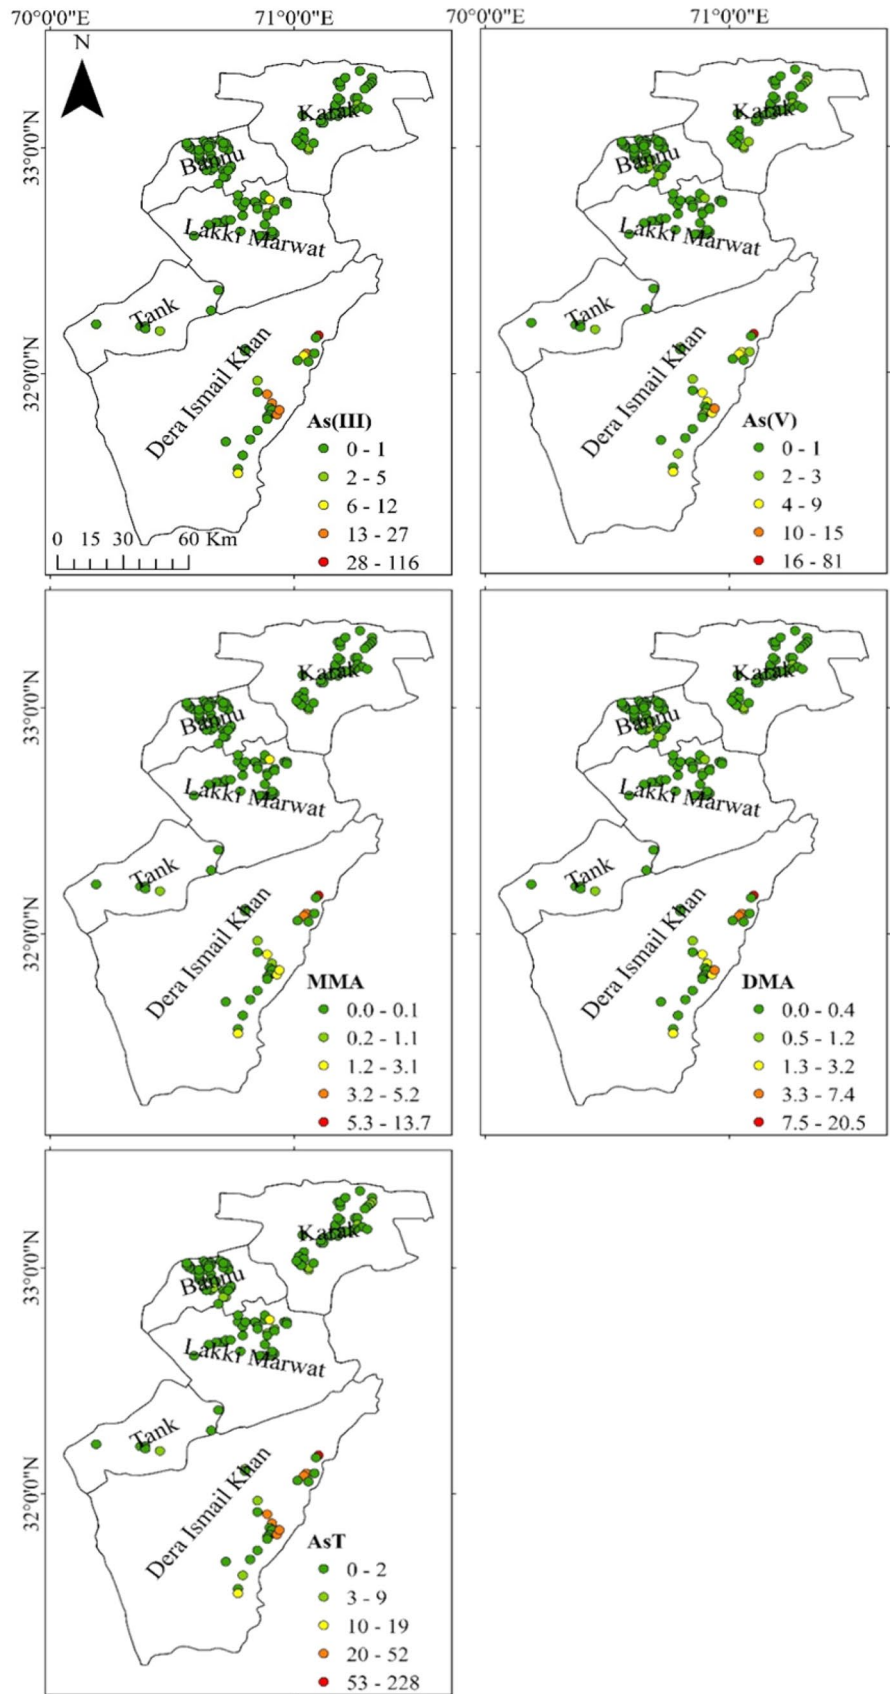 70°0'0"E 71°0'0"E 70°0'0"E 71°0'0"E
N
33°0'0"N
32°0'0"N
Karak
Bannu
Lakki Marwat
Tank
Dera Ismail Khan
As(III)
0 - 1
2 - 5
6 - 12
13 - 27
28 - 116
0 15 30 60 Km
Karak
Bannu
Lakki Marwat
Tank
Dera Ismail Khan
As(V)
0 - 1
2 - 3
4 - 9
10 - 15
16 - 81
33°0'0"N
32°0'0"N
Karak
Bannu
Lakki Marwat
Tank
Dera Ismail Khan
MMA
0.0 - 0.1
0.2 - 1.1
1.2 - 3.1
3.2 - 5.2
5.3 - 13.7
Karak
Bannu
Lakki Marwat
Tank
Dera Ismail Khan
DMA
0.0 - 0.4
0.5 - 1.2
1.3 - 3.2
3.3 - 7.4
7.5 - 20.5
33°0'0"N
32°0'0"N
Karak
Bannu
Lakki Marwat
Tank
Dera Ismail Khan
AsT
0 - 2
3 - 9
10 - 19
20 - 52
53 - 228